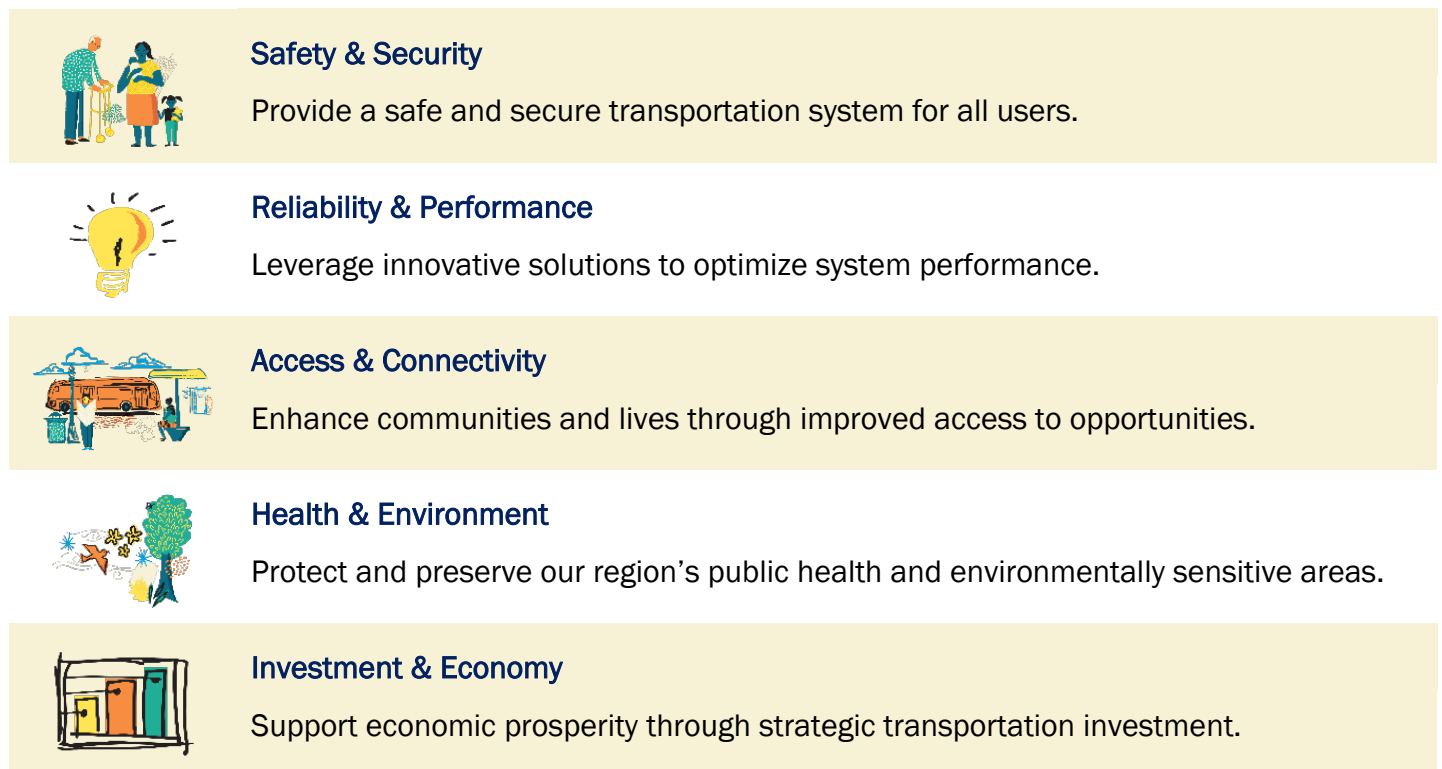 Safety & Security
Provide a safe and secure transportation system for all users.
Reliability & Performance
Leverage innovative solutions to optimize system performance.
Access & Connectivity
Enhance communities and lives through improved access to opportunities.
Health & Environment
Protect and preserve our region’s public health and environmentally sensitive areas.
Investment & Economy
Support economic prosperity through strategic transportation investment.